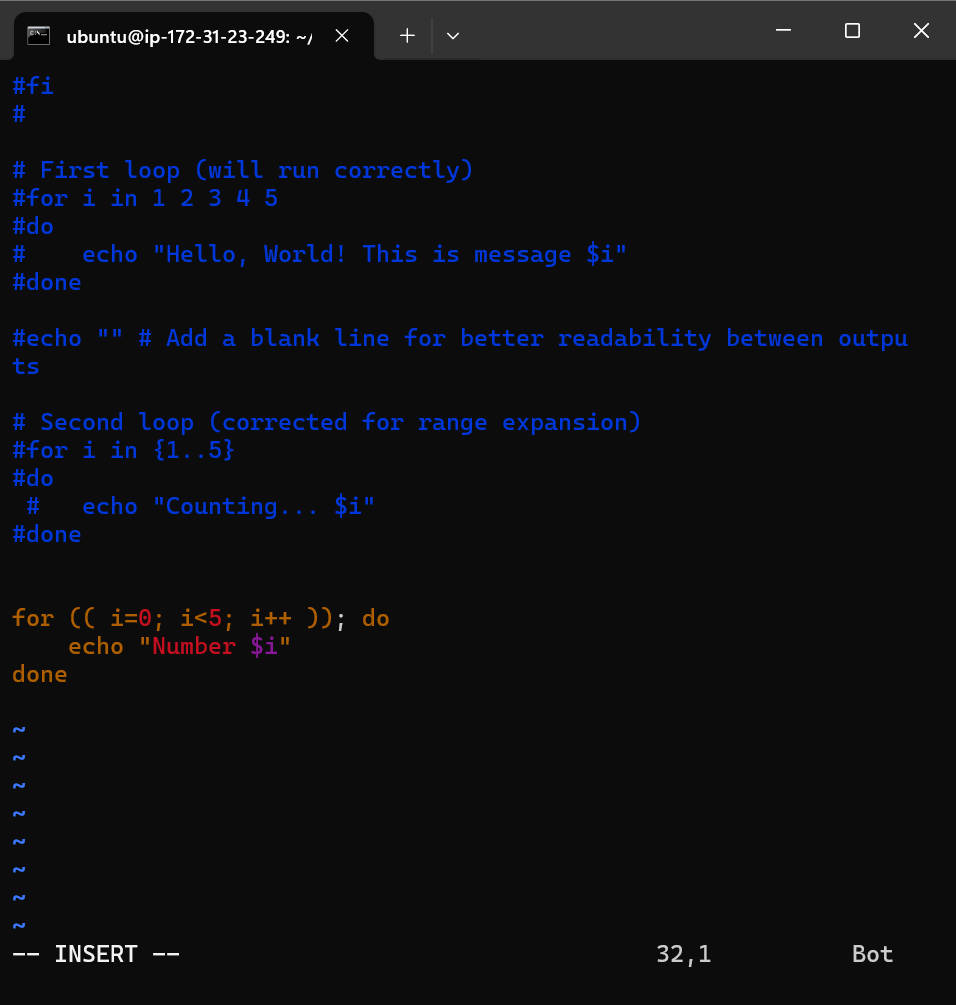 ubuntu@ip-172-31-23-249: ~/
#fi
#
# First loop (will run correctly)
#for i in 1 2 3 4 5
#do
#    echo "Hello, World! This is message $i"
#done
#echo "" # Add a blank line for better readability between outpu
ts
# Second loop (corrected for range expansion)
#for i in {1..5}
#do
 #   echo "Counting... $i"
#done
for (( i=0; i<5; i++ )); do
    echo "Number $i"
done
~
~
~
~
~
~
~
~
-- INSERT -- 32,1 Bot